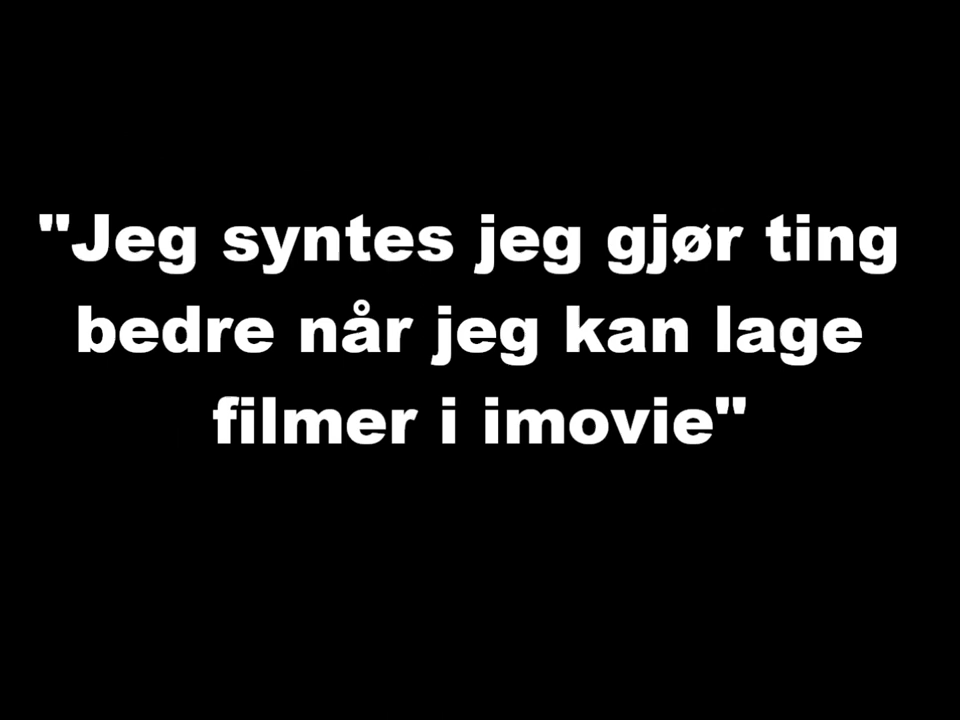 "Jeg syntes jeg gjør ting
bedre når jeg kan lage
filmer i imovie"